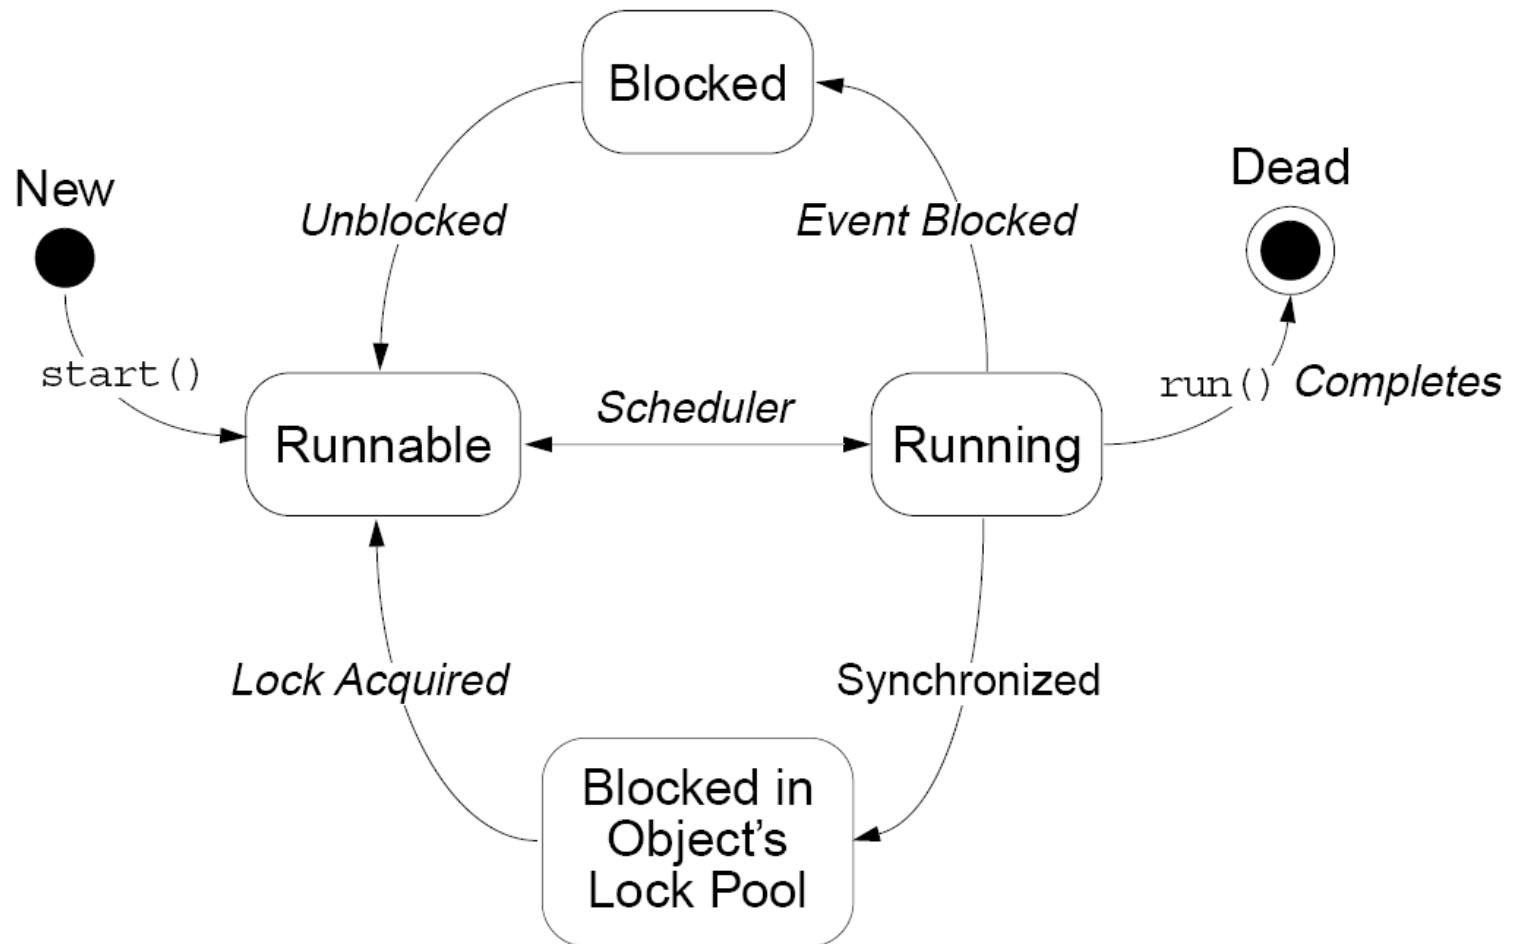 Blocked
Dead
New
Unblocked
Event Blocked
start()
run() Completes
Scheduler
Runnable
Running
Lock Acquired
Synchronized
Blocked in
Object’s
Lock Pool